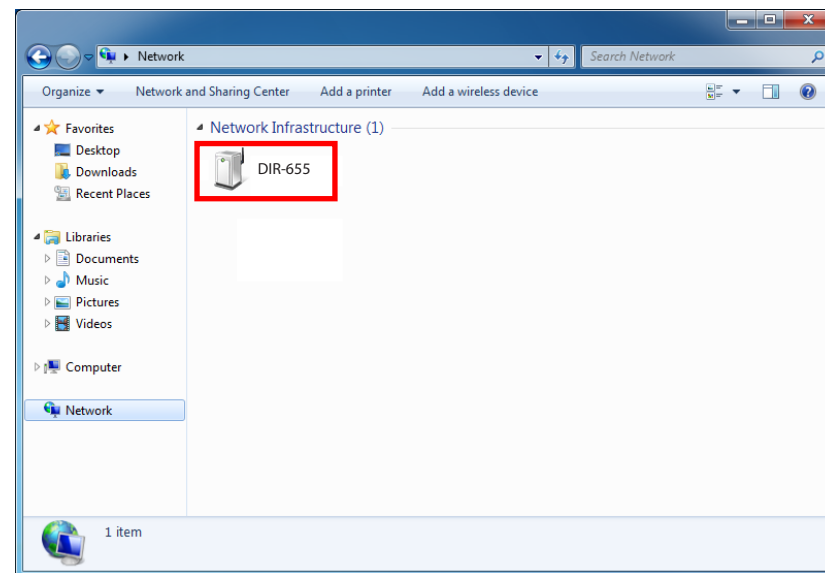 Network
Search Network
Organize
Network and Sharing Center
Add a printer
Add a wireless device
Favorites
Desktop
Downloads
Recent Places
Libraries
Documents
Music
Pictures
Videos
Computer
Network
Network Infrastructure (1)
DIR-655
1 item